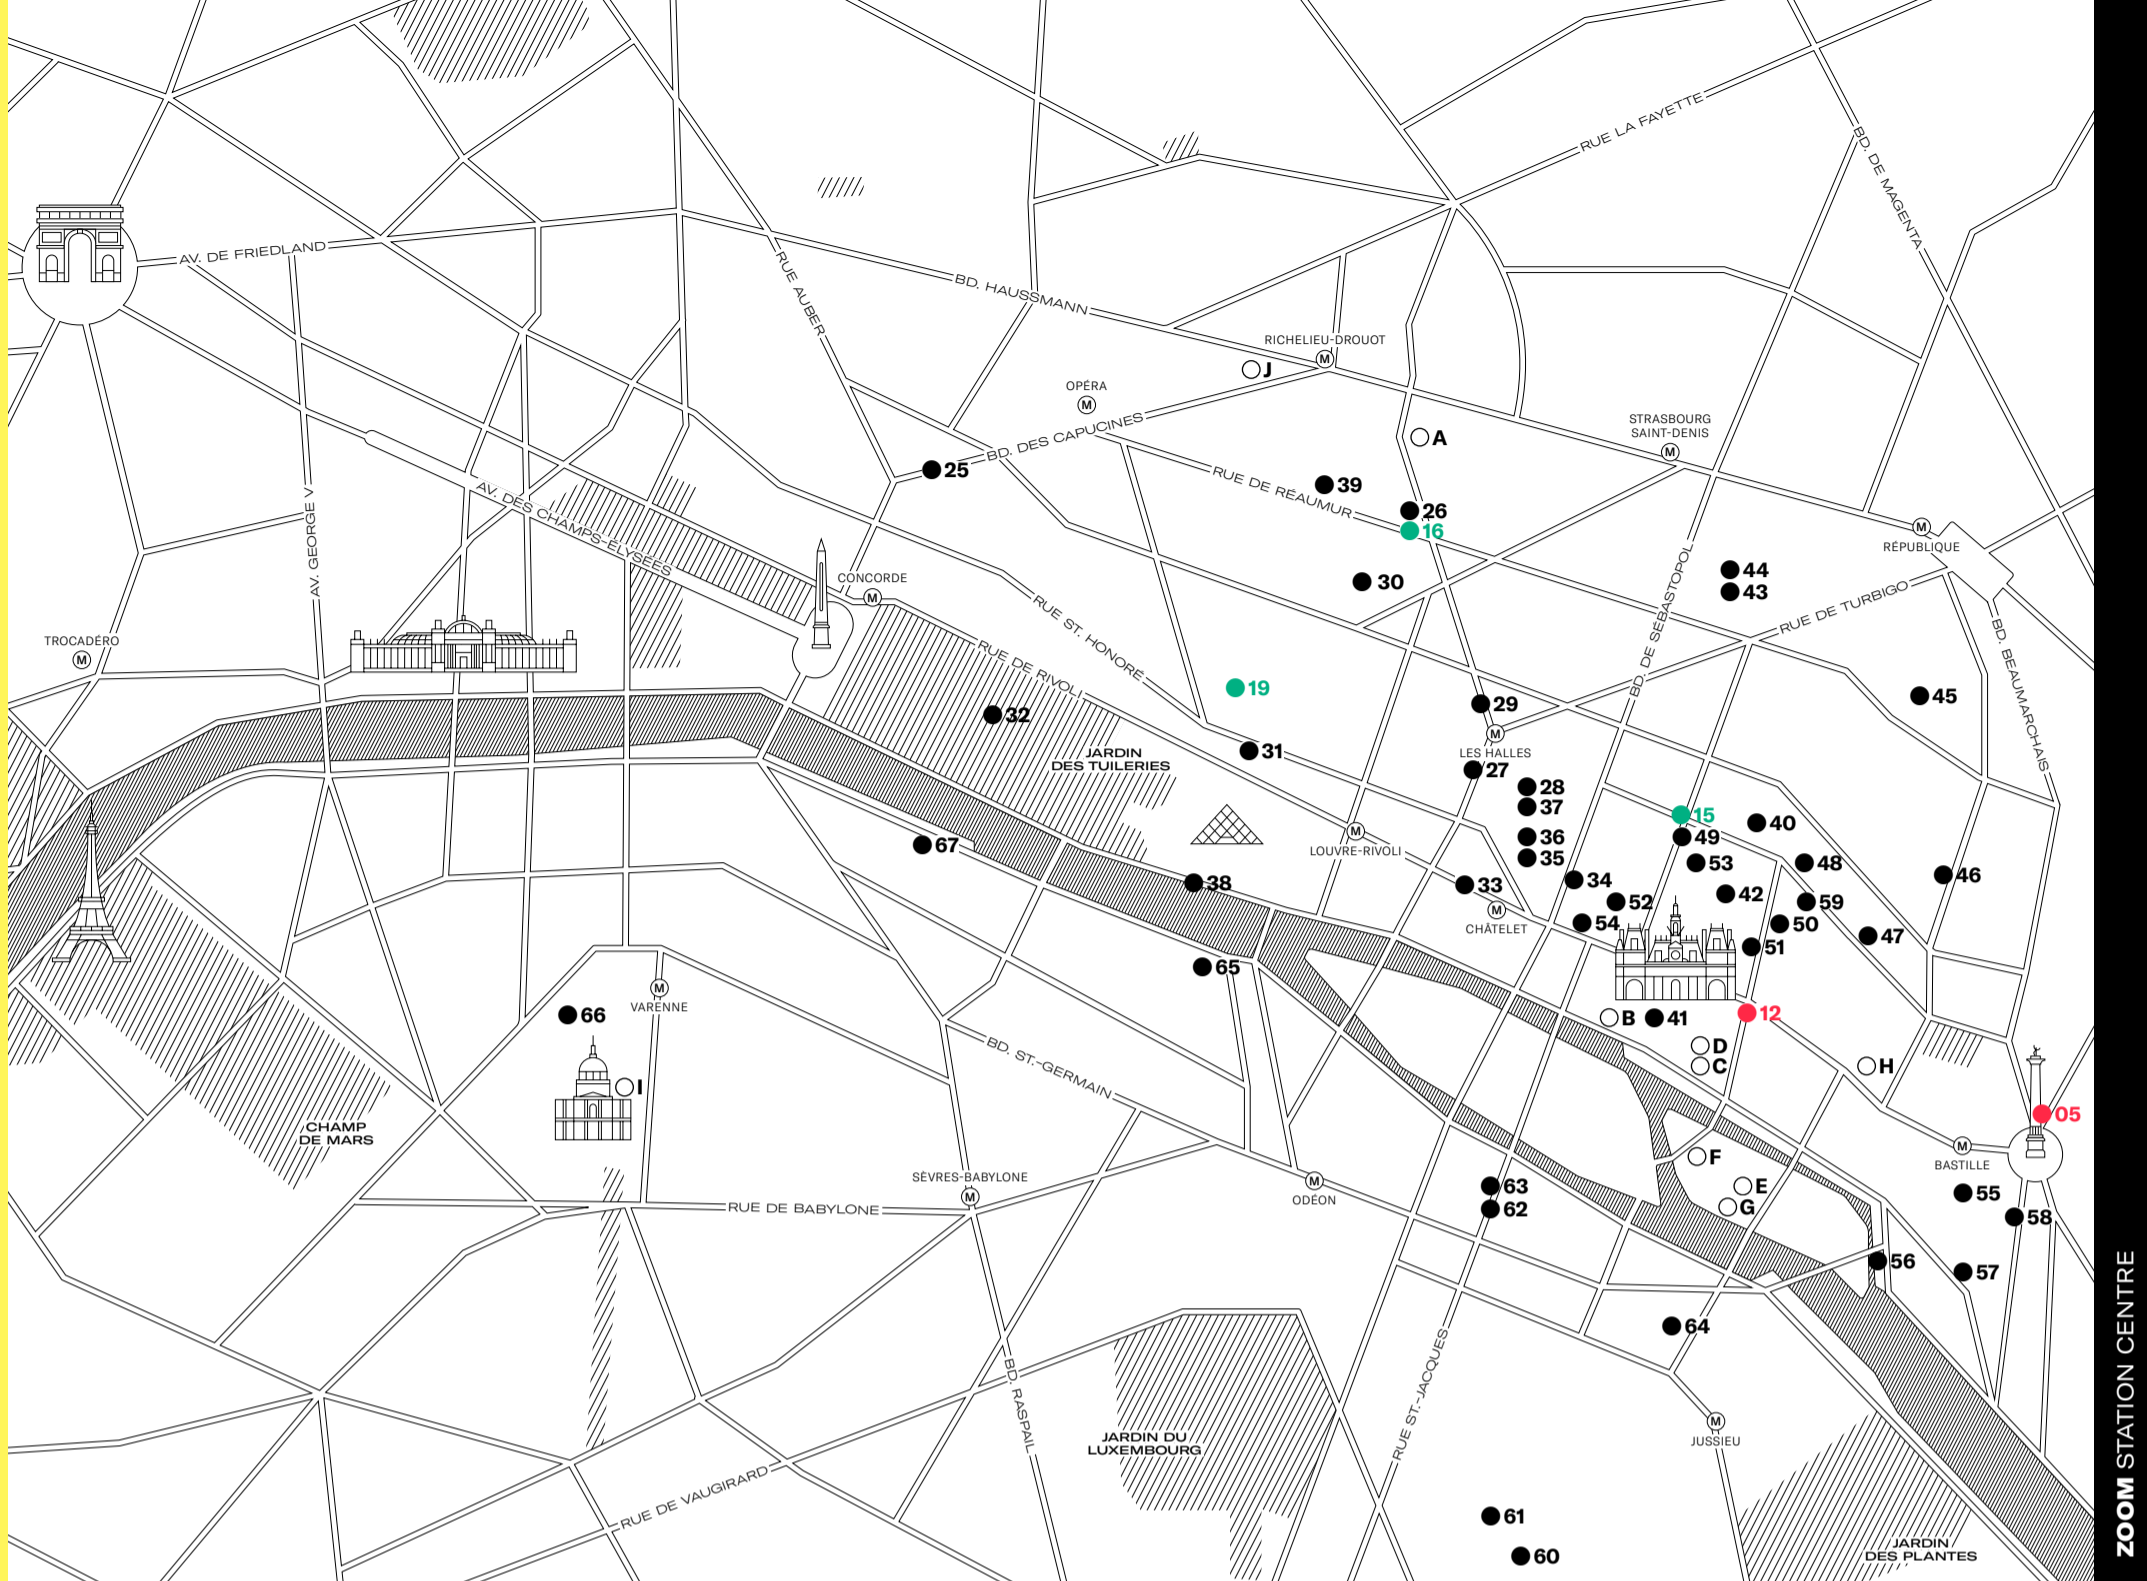 RUE LA FAYETTE
BD. DE MAGENTA
AV. DE FRIEDLAND
RUE AUBER
BD. HAUSSMANN
RICHELIEU-DROUOT
M
J
OPÉRA
M
BD. DES CAPUCINES
25
A
STRASBOURG
SAINT-DENIS
M
RUE DE RÉAUMUR
39
26
16
AV. GEORGE V
AV. DES CHAMPS-ÉLYSÉES
M
RÉPUBLIQUE
CONCORDE
M
30
44
43
BD. DE SÉBASTOPOL
RUE DE TURBIGO
BD. BEAUMARCHAIS
TROCADÉRO
M
RUE ST. HONORÉ
RUE DE RIVOLI
19
32
29
45
M
LES HALLES
31
JARDIN
DES TUILERIES
27
28
37
15
40
M
LOUVRE-RIVOLI
36
49
35
53
48
67
38
33
34
46
52
42
59
M
CHÂTELET
54
50
47
51
65
M
VARENNE
66
B
41
12
D
C
H
I
BD. ST.-GERMAIN
CHAMP
DE MARS
05
M
BASTILLE
F
SÈVRES-BABYLONE
M
M
ODÉON
63
62
E
G
55
58
RUE DE BABYLONE
56
57
64
BD. RASPAIL
RUE ST.-JACQUES
JARDIN DU
LUXEMBOURG
M
JUSSIEU
RUE DE VAUGIRARD
61
60
JARDIN
DES PLANTES
ZOOM STATION CENTRE